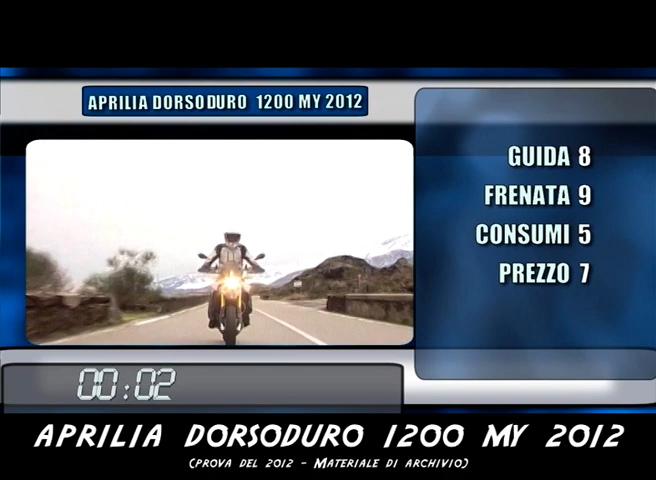 APRILIA DORSODURO 1200 MY 2012
GUIDA 8
FRENATA 9
CONSUMI 5
PREZZO 7
00:02
APRILIA DORSODURO 1200 MY 2012
(PROVA DEL 2012 - MATERIALE DI ARCHIVIO)